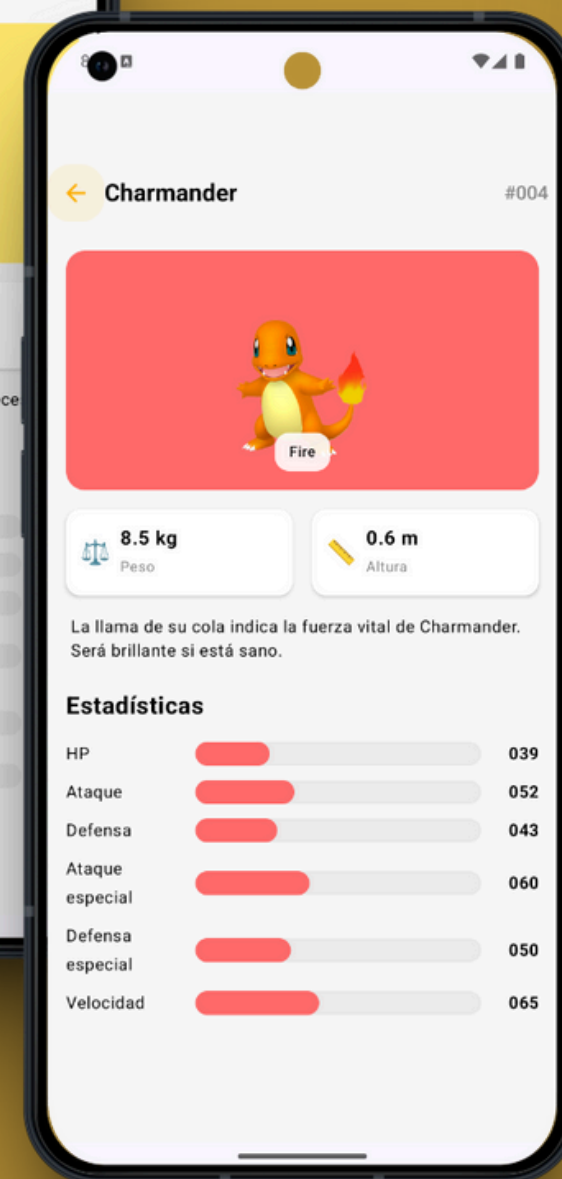 Charmander
#004
Fire
8.5 kg
Peso
0.6 m
Altura
La llama de su cola indica la fuerza vital de Charmander.
Será brillante si está sano.
Estadísticas
HP
039
Ataque
052
Defensa
043
Ataque
especial
060
Defensa
especial
050
Velocidad
065